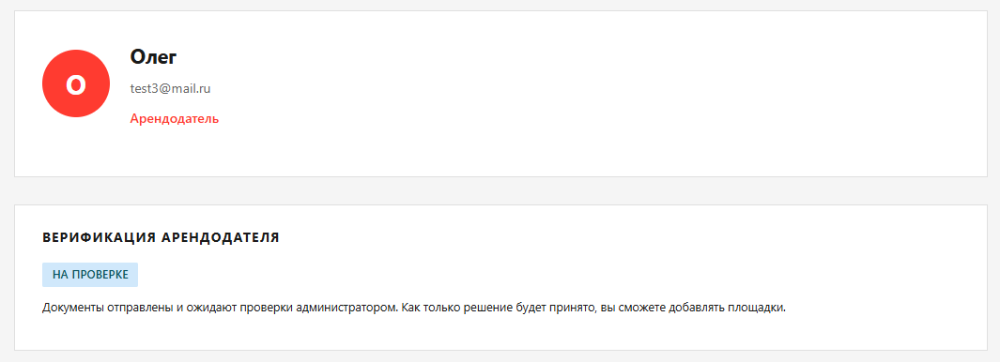 О
Олег
test3@mail.ru
Арендодатель
ВЕРИФИКАЦИЯ АРЕНДОДАТЕЛЯ
НА ПРОВЕРКЕ
Документы отправлены и ожидают проверки администратором. Как только решение будет принято, вы сможете добавлять площадки.